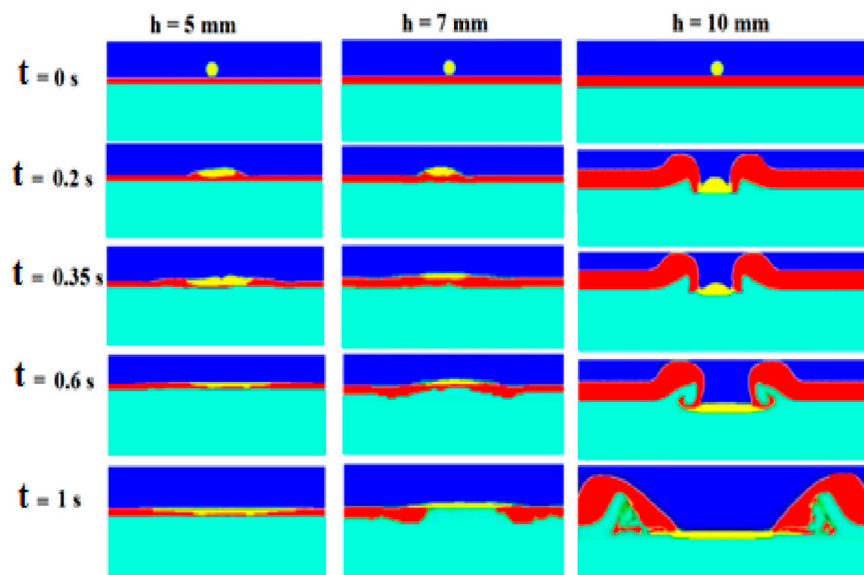 h = 5 mm
h = 7 mm
h = 10 mm
t = 0 s
t = 0.2 s
t = 0.35 s
t = 0.6 s
t = 1 s